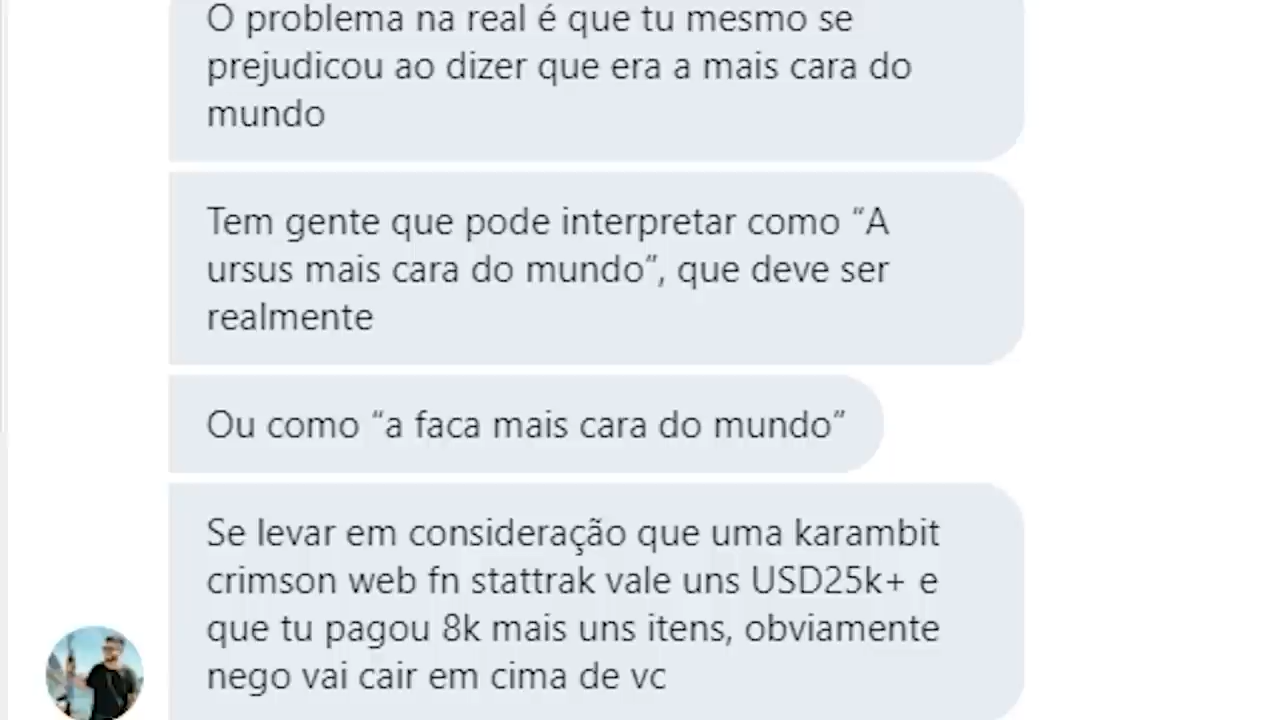 O problema na real é que tu mesmo se
prejudicou ao dizer que era a mais cara do
mundo
Tem gente que pode interpretar como “A
ursus mais cara do mundo”, que deve ser
realmente
Ou como “a faca mais cara do mundo”
Se levar em consideração que uma karambit
crimson web fn stattrak vale uns USD25k+ e
que tu pagou 8k mais uns itens, obviamente
nego vai cair em cima de vc